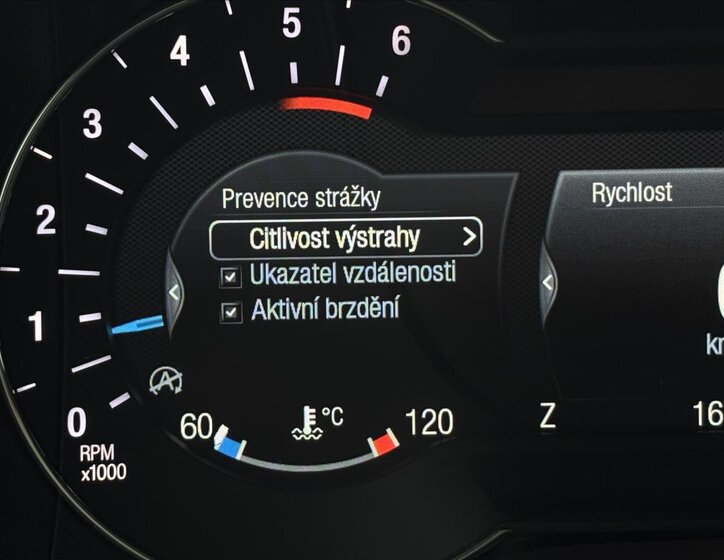 5
6
4
3
2
1
0
RPM
x1000
Prevence strážky
Citlivost výstrahy
Ukazatel vzdálenosti
Aktivní brzdění
60
°C
120
Rychlost
Z
A